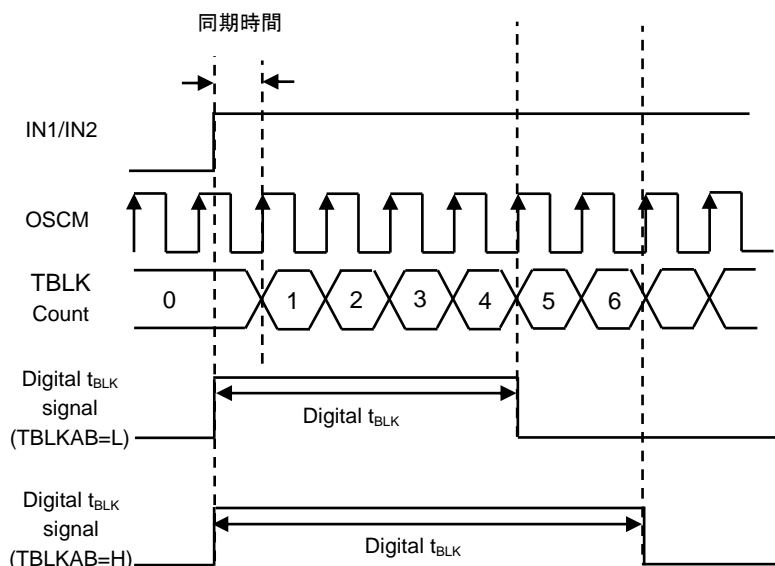 同期時間
IN1/IN2
OSCM
TBLK
Count
0 1 2 3 4 5 6
Digital tBLK
signal
(TBLKAB=L)
Digital tBLK
Digital tBLK
signal
(TBLKAB=H)
Digital tBLK